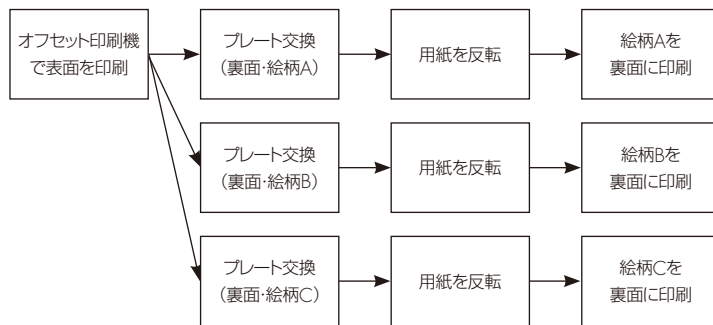 オフセット印刷機
で表面を印刷
プレート交換
（裏面・絵柄A）
用紙を反転
絵柄Aを
裏面に印刷
プレート交換
（裏面・絵柄B）
用紙を反転
絵柄Bを
裏面に印刷
プレート交換
（裏面・絵柄C）
用紙を反転
絵柄Cを
裏面に印刷